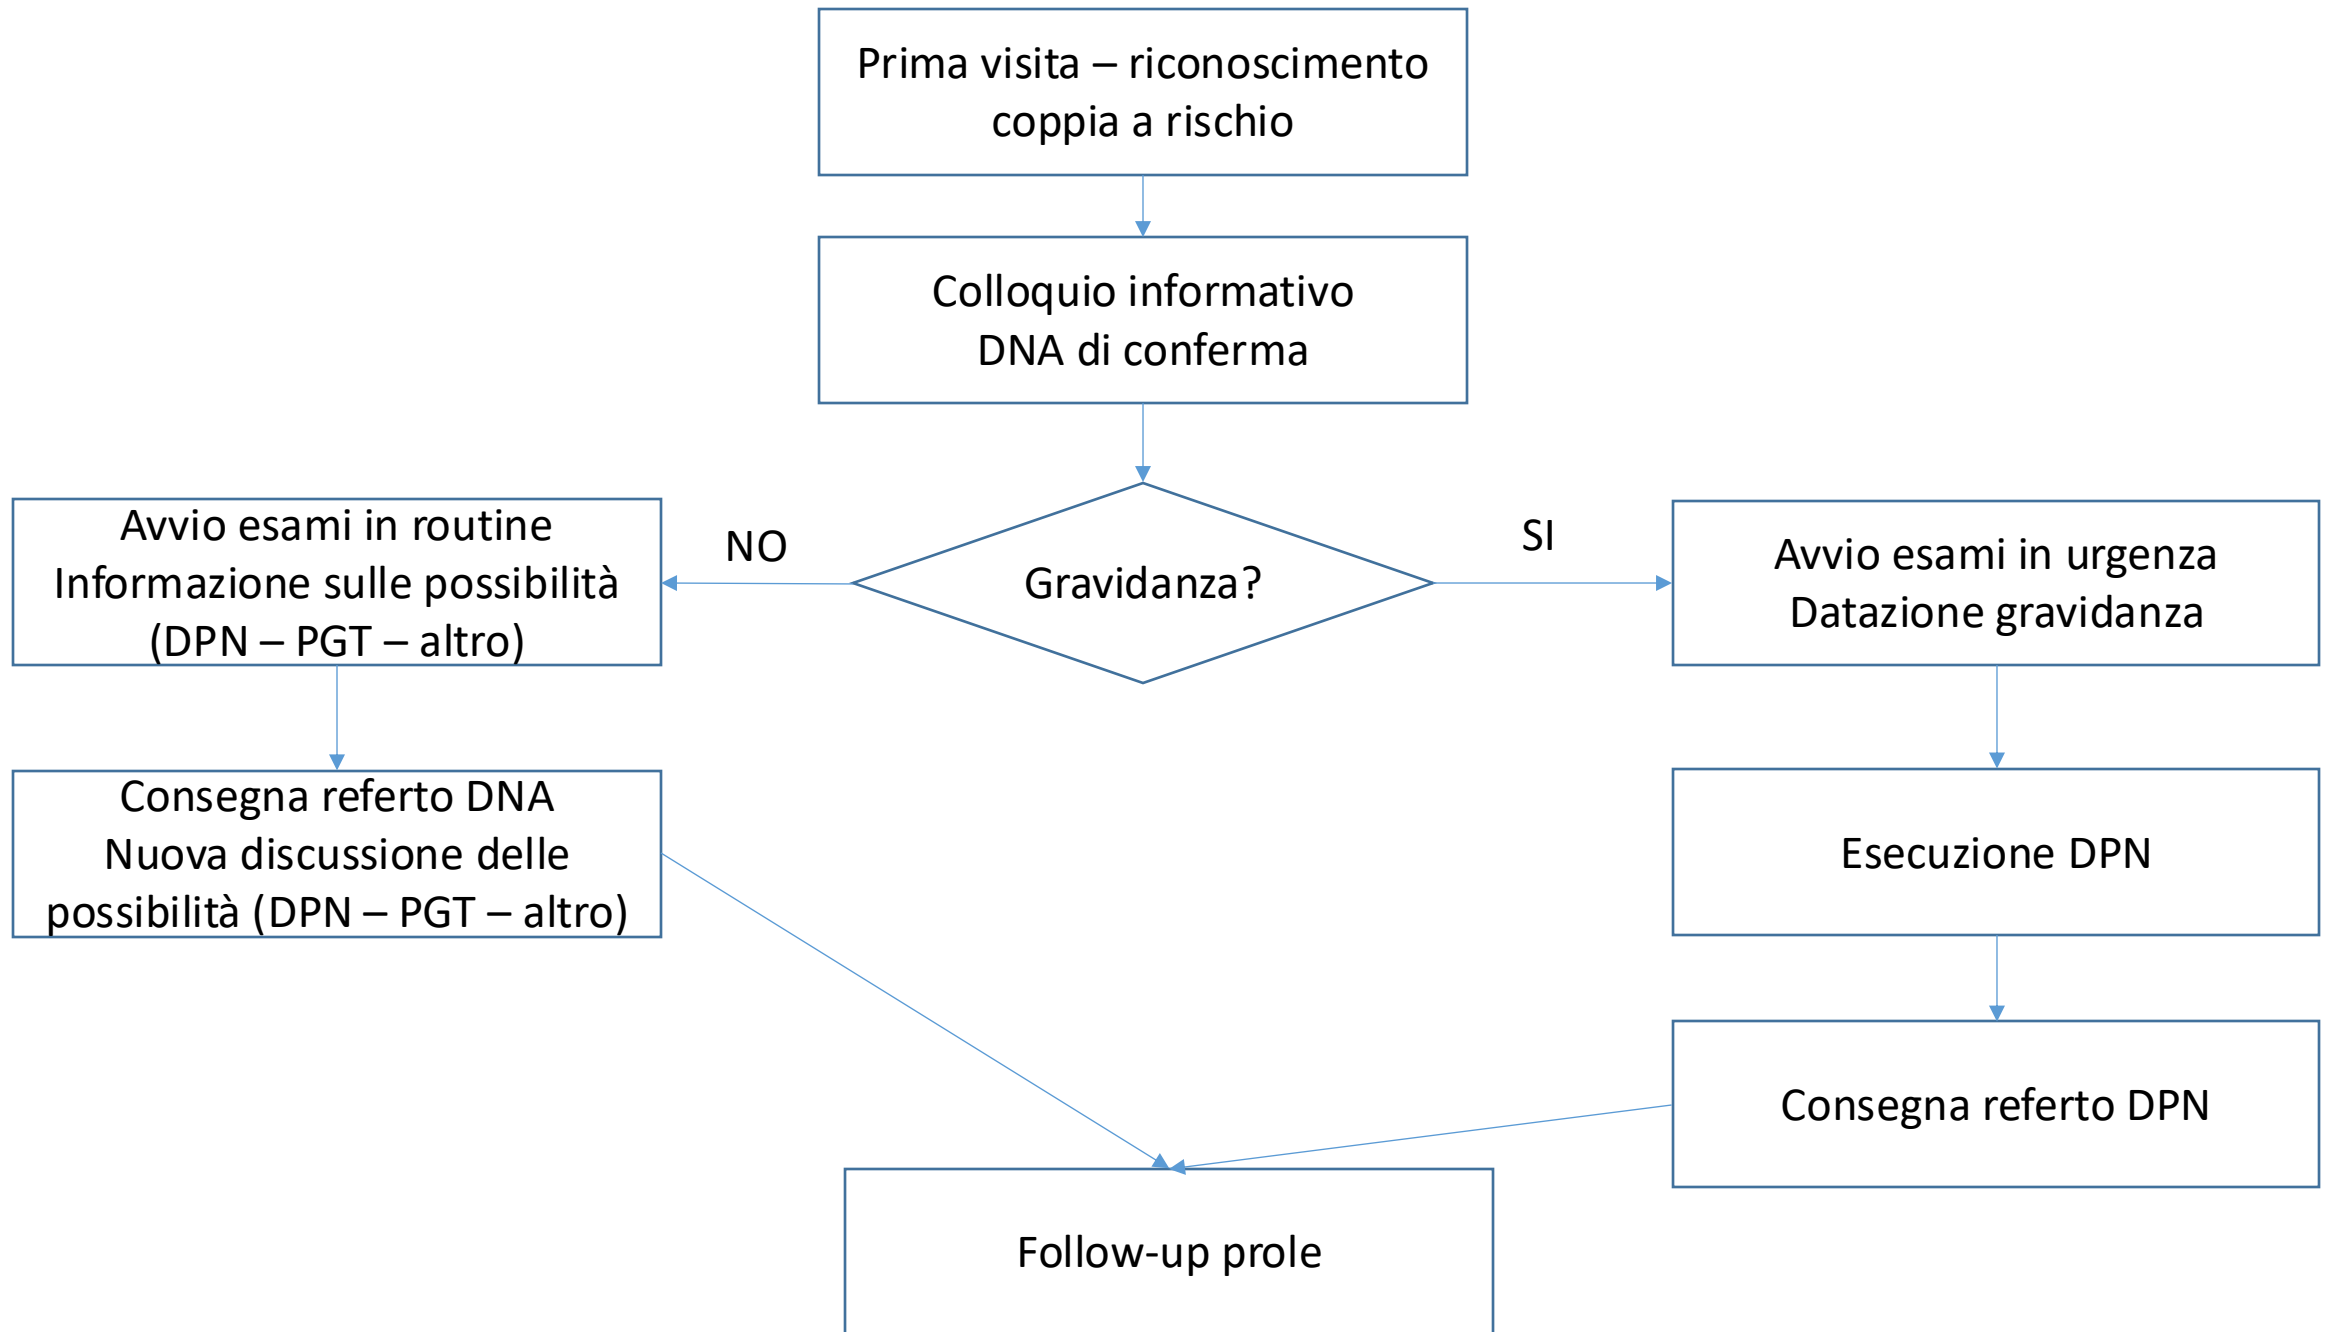 Prima visita – riconoscimento
coppia a rischio
Colloquio informativo
DNA di conferma
Avvio esami in routine
Informazione sulle possibilità
(DPN – PGT – altro)
NO
Gravidanza?
SI
Avvio esami in urgenza
Datazione gravidanza
Consegna referto DNA
Nuova discussione delle
possibilità (DPN – PGT – altro)
Esecuzione DPN
Consegna referto DPN
Follow-up prole